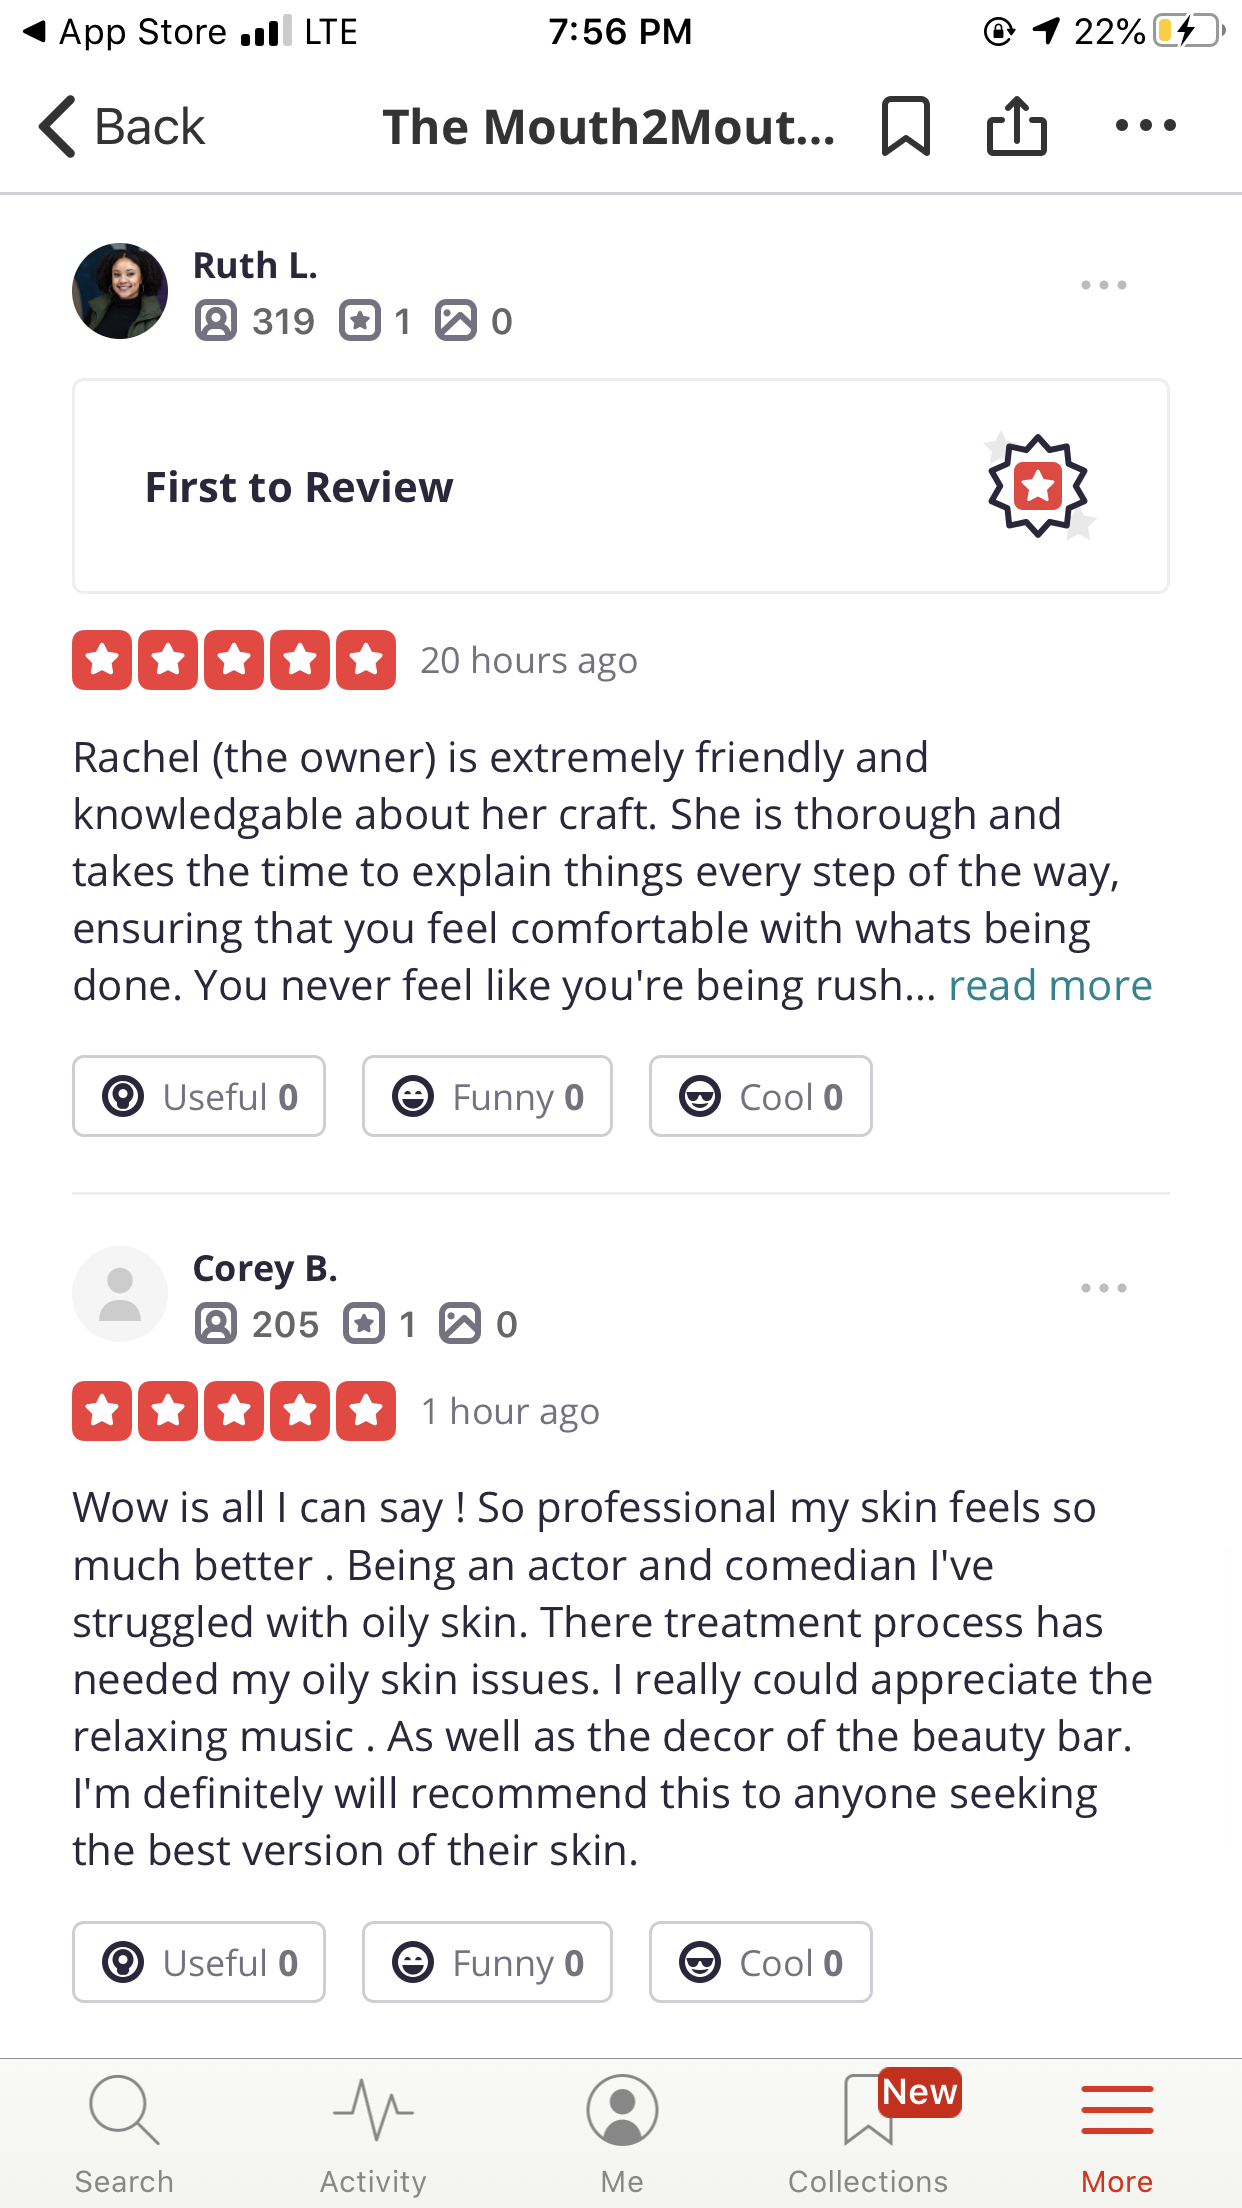 App Store LTE 7:56 PM 22%
Back The Mouth2Mout...
Ruth L.
319 1 0
First to Review
20 hours ago
Rachel (the owner) is extremely friendly and
knowledgable about her craft. She is thorough and
takes the time to explain things every step of the way,
ensuring that you feel comfortable with whats being
done. You never feel like you're being rush... read more
Useful 0 Funny 0 Cool 0
Corey B.
205 1 0
1 hour ago
Wow is all I can say ! So professional my skin feels so
much better . Being an actor and comedian I've
struggled with oily skin. There treatment process has
needed my oily skin issues. I really could appreciate the
relaxing music . As well as the decor of the beauty bar.
I'm definitely will recommend this to anyone seeking
the best version of their skin.
Useful 0 Funny 0 Cool 0
New
Search Activity Me Collections More